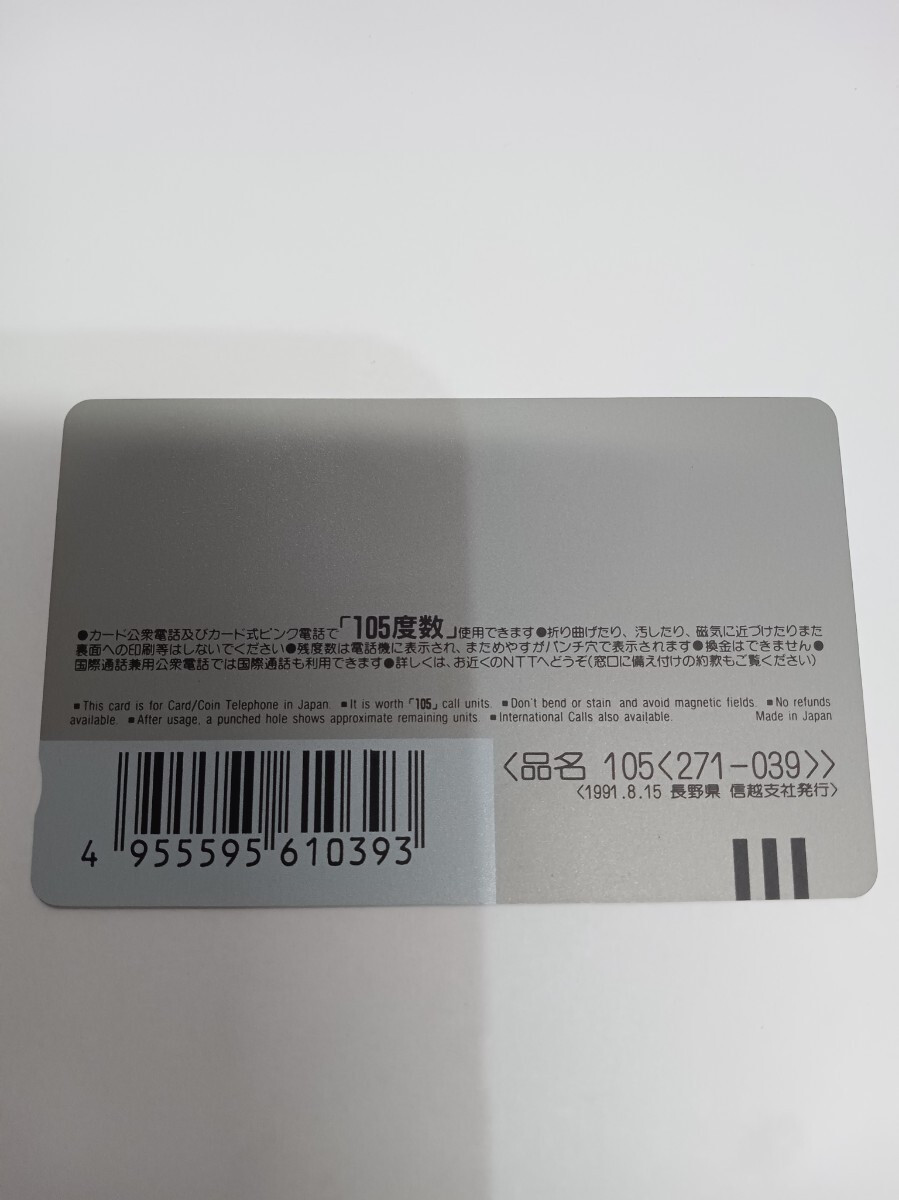 ●カード公衆電話及びカード式ピンク電話で「105度数」使用できます●折り曲げたり、汚したり、磁気に近づけたりまた
裏面への印刷等はしないでください●残度数は電話機に表示され、まためやすがパンチ穴で表示されます●換金はできません●
国際通話兼用公衆電話では国際通話も利用できます●詳しくは、お近くのNTTへどうぞ(窓口に備え付けの約款もご覧ください)
■This card is for Card/Coin Telephone in Japan. ■It is worth「105」call units. ■Don't bend or stain and avoid magnetic fields. ■No refunds
available. ■After usage, a punched hole shows approximate remaining units. ■International Calls also available. Made in Japan
〈品名 105〈271-039〉〉
〈1991.8.15 長野県 信越支社発行〉
4 955595 610393